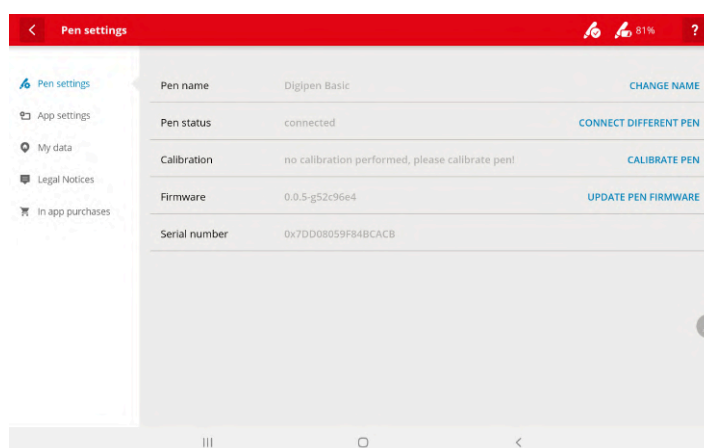 Pen settings
81%
?
Pen settings
App settings
My data
Legal Notices
In app purchases
Pen name Digipen Basic CHANGE NAME
Pen status connected CONNECT DIFFERENT PEN
Calibration no calibration performed, please calibrate pen! CALIBRATE PEN
Firmware 0.0.5-g52c96e4 UPDATE PEN FIRMWARE
Serial number 0x7DD08059F84BCACB